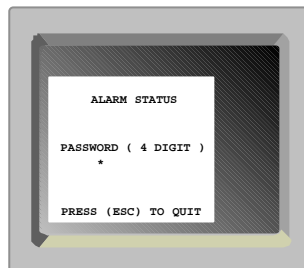 ALARM STATUS
PASSWORD ( 4 DIGIT )
*
PRESS (ESC) TO QUIT